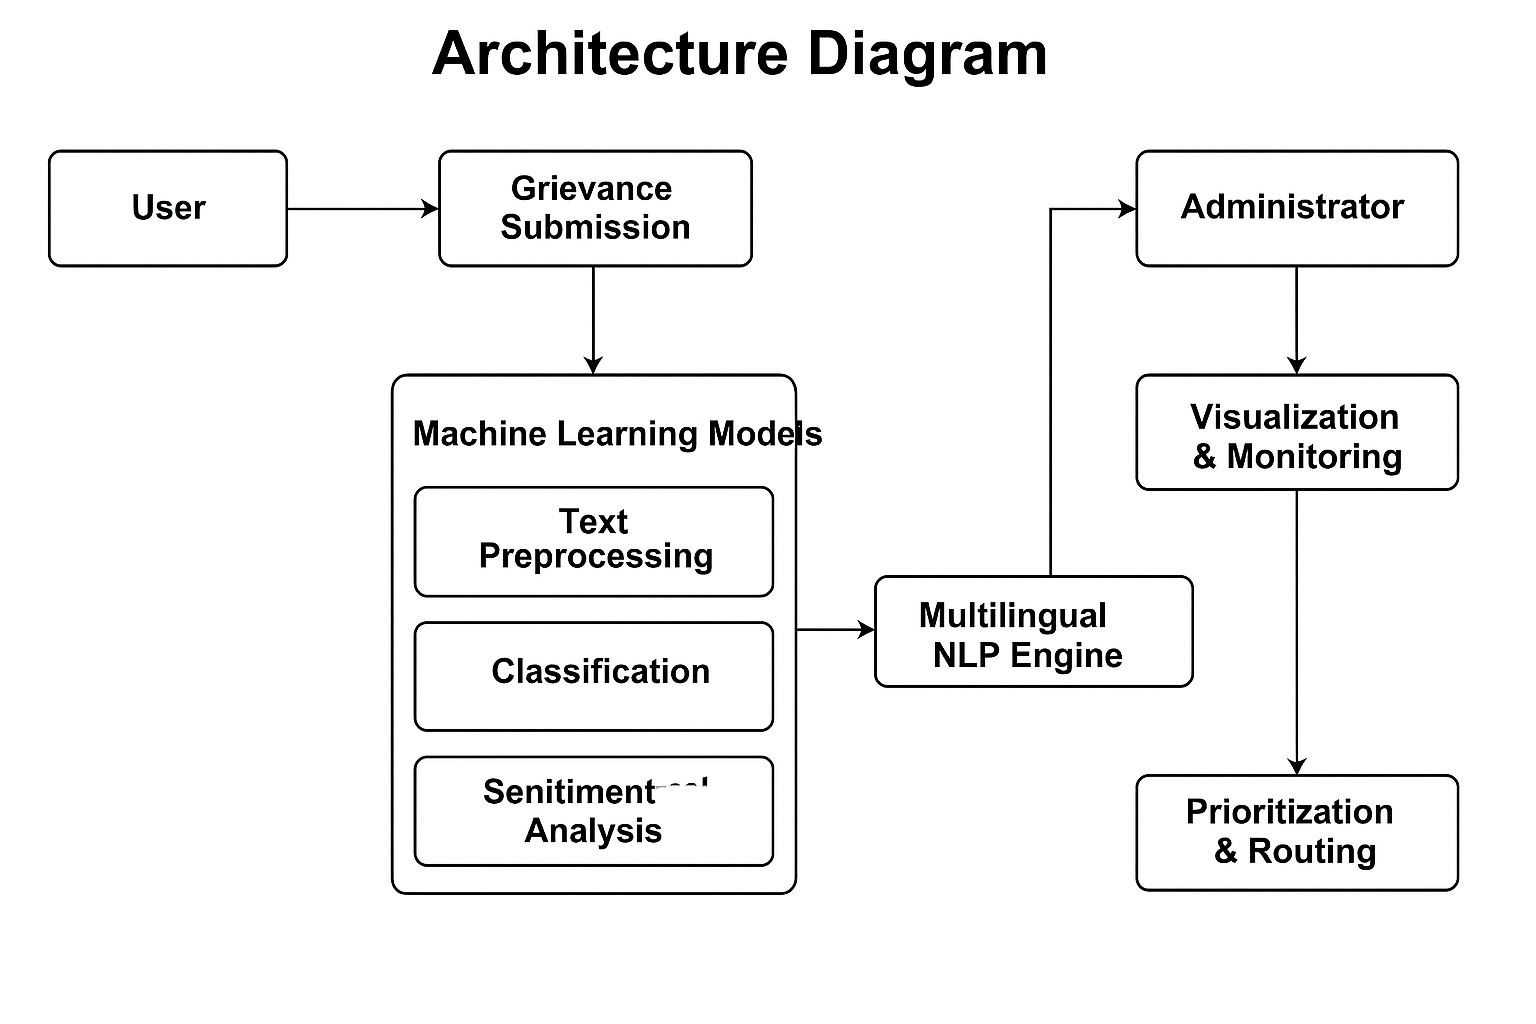 Architecture Diagram
User
Grievance
Submission
Machine Learning Models
Text
Preprocessing
Classification
Senitiment
Analysis
Multilingual
NLP Engine
Administrator
Visualization
& Monitoring
Prioritization
& Routing